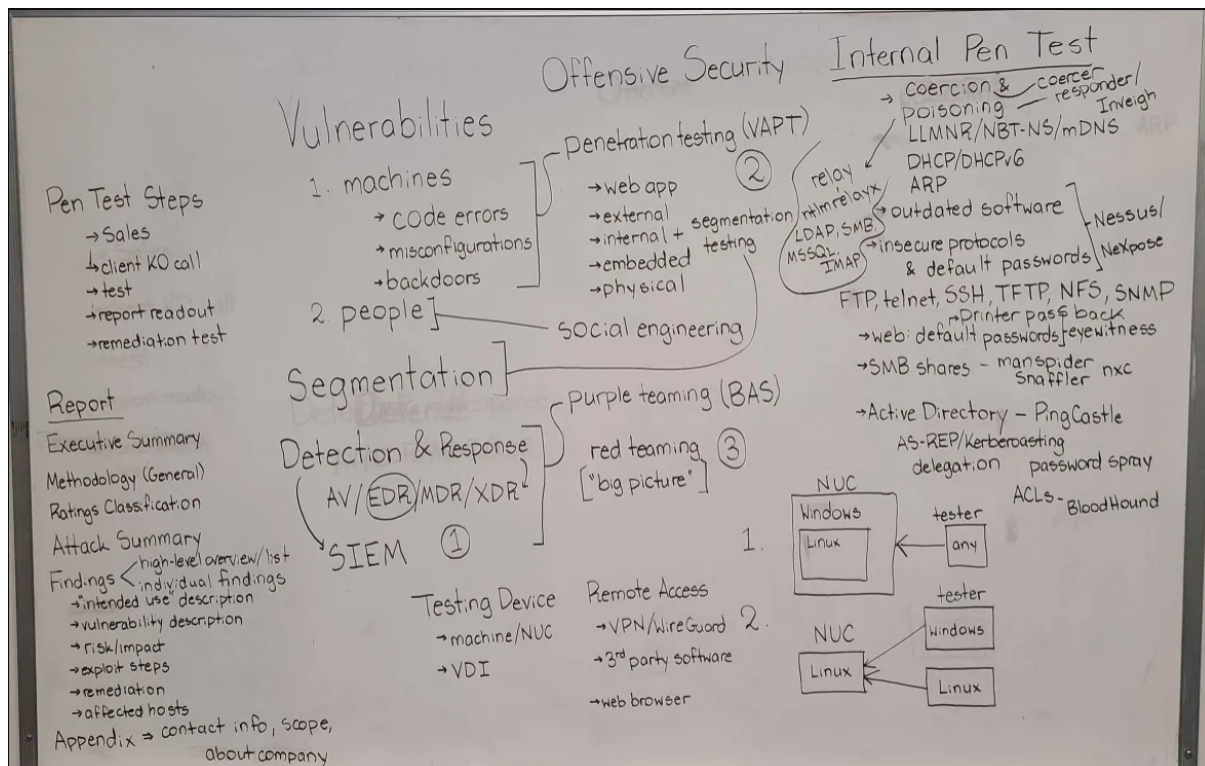 Pen Test Steps
→ Sales
↳ client KO call
→ test
→ report readout
→ remediation test
Report
Executive Summary
Methodology (General)
Ratings Classification
Attack Summary
Findings < high-level overview/list
individual findings
→ "intended use" description
→ vulnerability description
→ risk/impact
→ exploit steps
→ remediation
→ affected hosts
Appendix ⇒ contact info, scope,
about company
Vulnerabilities
1. machines
→ code errors
→ misconfigurations
→ backdoors
2. people]
Segmentation]
Detection & Response
AV/EDR/MDR/XDR
SIEM ①
Offensive Security
penetration testing (VAPT)
②
→ web app
→ external
→ internal + segmentation
testing
→ embedded
→ physical
social engineering
purple teaming (BAS)
red teaming ③
["big picture"]
Testing Device
→ machine/NUC
→ VDI
Remote Access
→ VPN/WireGuard
→ 3rd party software
→ web browser
Internal Pen Test
→ coercion & — coercer
poisoning — responder/
Inveigh
LLMNR/NBT-NS/mDNS
DHCP/DHCPv6
ARP
relay
ntlmrelayx
LDAP, SMB,
MSSQL,
IMAP
→ outdated software
→ insecure protocols
& default passwords
Nessus/
Nexpose
FTP, telnet, SSH, TFTP, NFS, SNMP
→ Printer pass back
→ web: default passwords}-eyewitness
→ SMB shares - manspider nxc
Snaffler
→ Active Directory - PingCastle
AS-REP/Kerberoasting
delegation password spray
ACLs - BloodHound
1.
NUC
Windows
Linux
tester
any
2.
NUC
Linux
tester
Windows
Linux